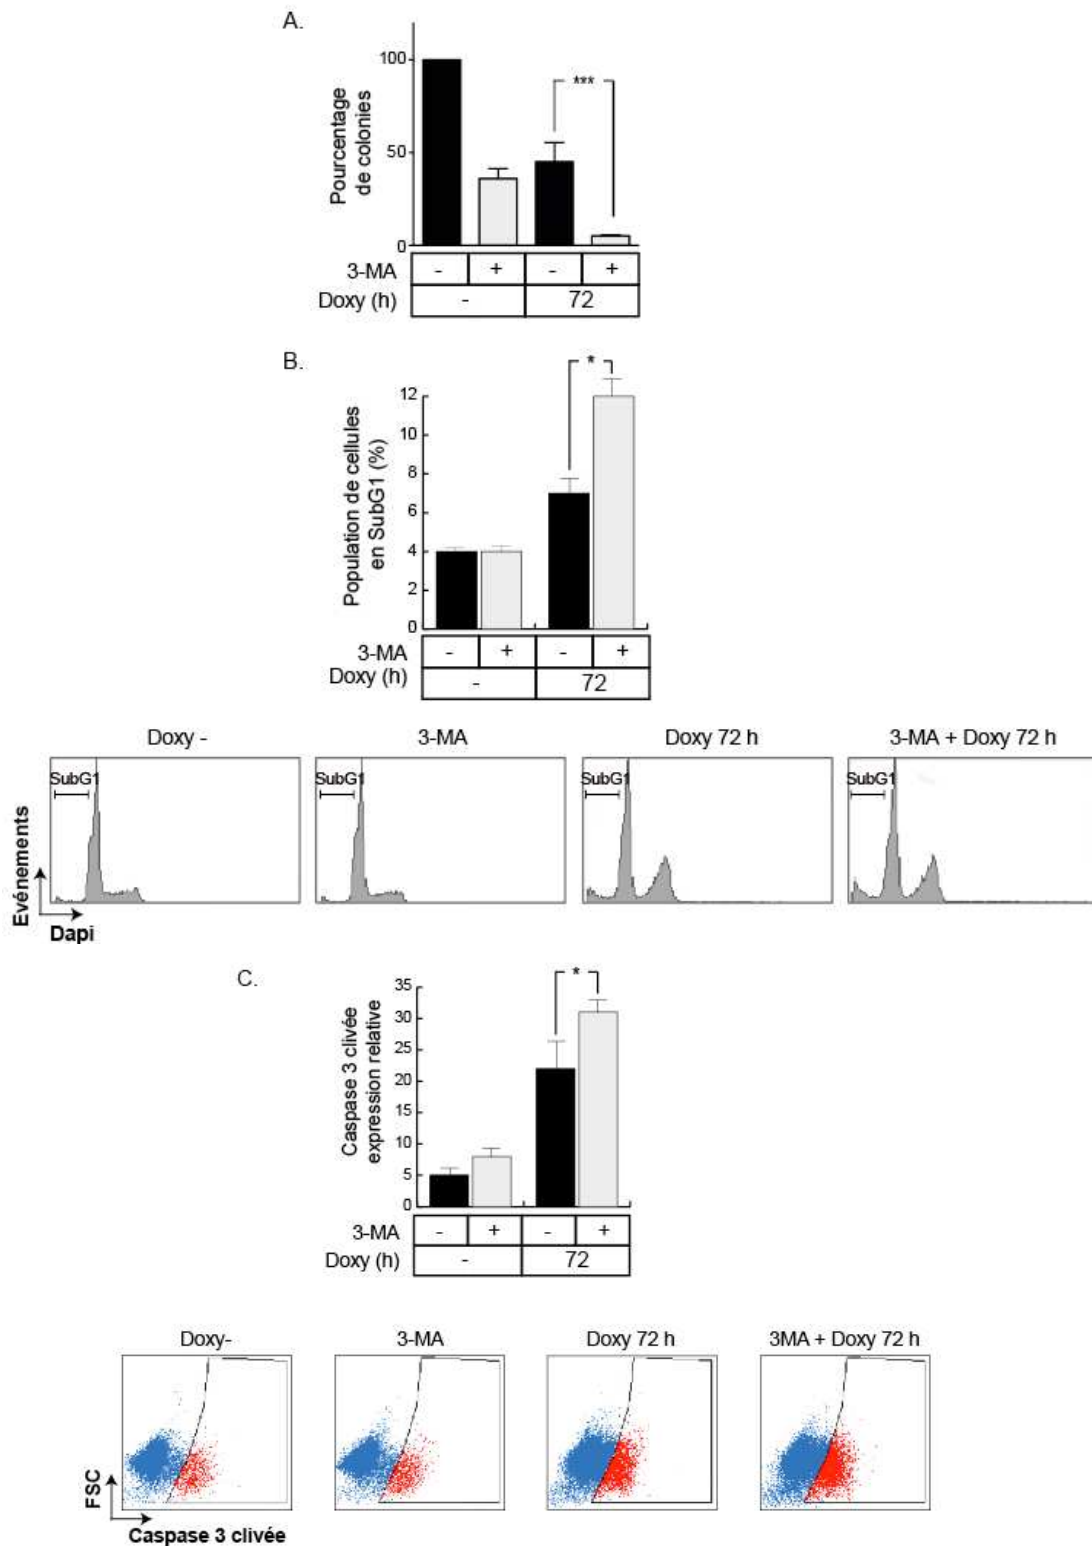 A.
Pourcentage
de colonies
100
50
0
***
3-MA - + - +
Doxy (h) - 72
B.
Population de cellules
en SubG1 (%)
12
10
8
6
4
2
0
*
3-MA - + - +
Doxy (h) - 72
Doxy - 3-MA Doxy 72 h 3-MA + Doxy 72 h
SubG1 SubG1 SubG1 SubG1
Evénements
Dapi
C.
Caspase 3 clivée
expression relative
35
30
25
20
15
10
5
0
*
3-MA - + - +
Doxy (h) - 72
Doxy- 3-MA Doxy 72 h 3MA + Doxy 72 h
FSC
Caspase 3 clivée